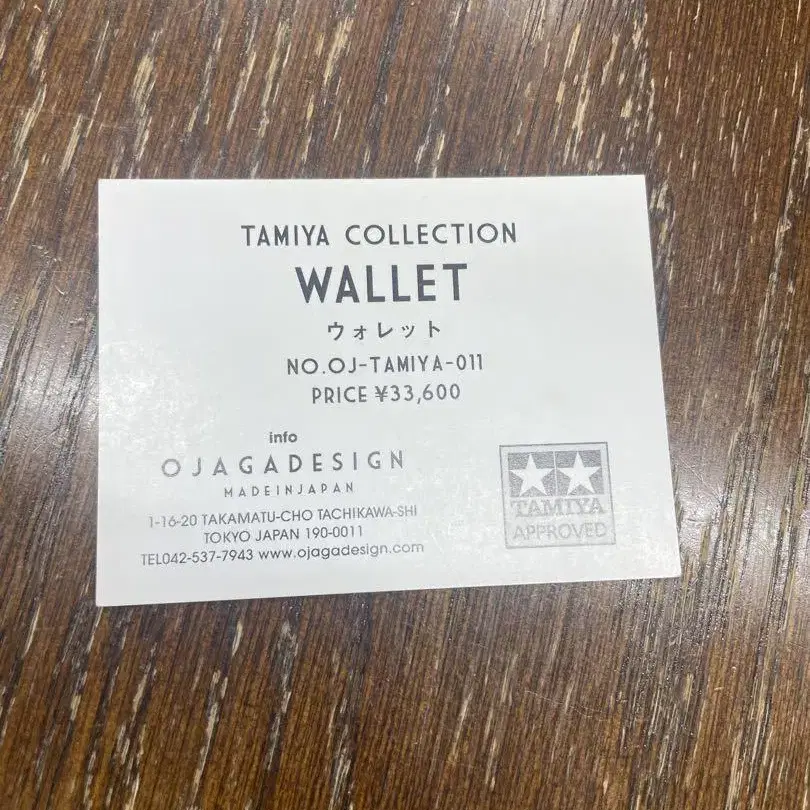 TAMIYA COLLECTION
WALLET
ウォレット
NO.OJ-TAMIYA-011
PRICE ¥33,600
info
OJAGADESIGN
MADEINJAPAN
1-16-20 TAKAMATU-CHO TACHIKAWA-SHI
TOKYO JAPAN 190-0011
TEL042-537-7943 www.ojagadesign.com
TAMIYA
APPROVED